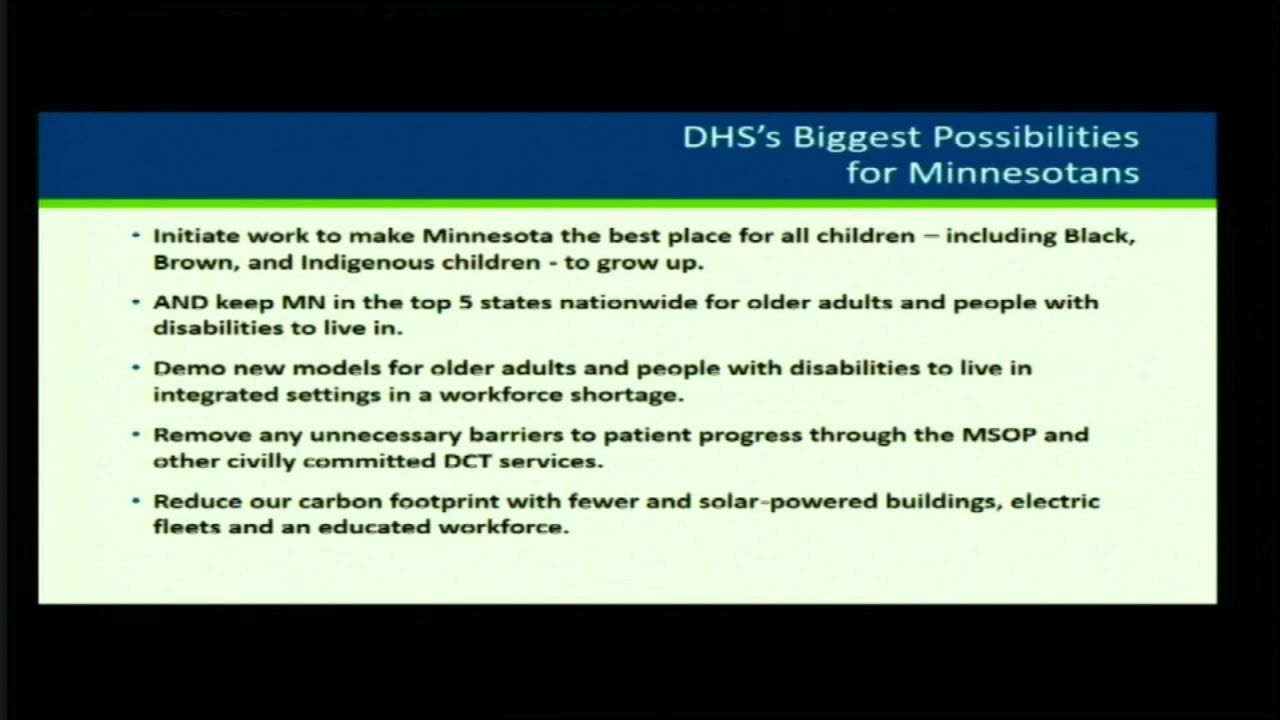 DHS's Biggest Possibilities
for Minnesotans
• Initiate work to make Minnesota the best place for all children – including Black,
Brown, and Indigenous children - to grow up.
• AND keep MN in the top 5 states nationwide for older adults and people with
disabilities to live in.
• Demo new models for older adults and people with disabilities to live in
integrated settings in a workforce shortage.
• Remove any unnecessary barriers to patient progress through the MSOP and
other civilly committed DCT services.
• Reduce our carbon footprint with fewer and solar-powered buildings, electric
fleets and an educated workforce.